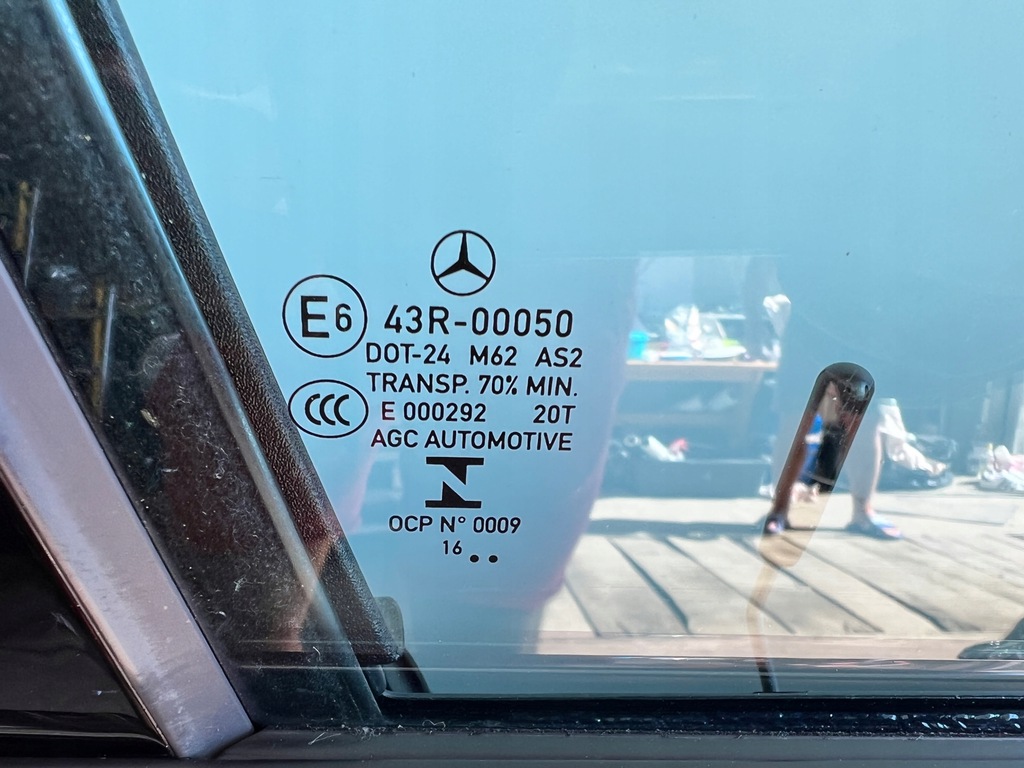 E6 43R-00050
DOT-24 M62 AS2
TRANSP. 70% MIN.
CCC E 000292 20T
AGC AUTOMOTIVE
OCP N° 0009
16 ..